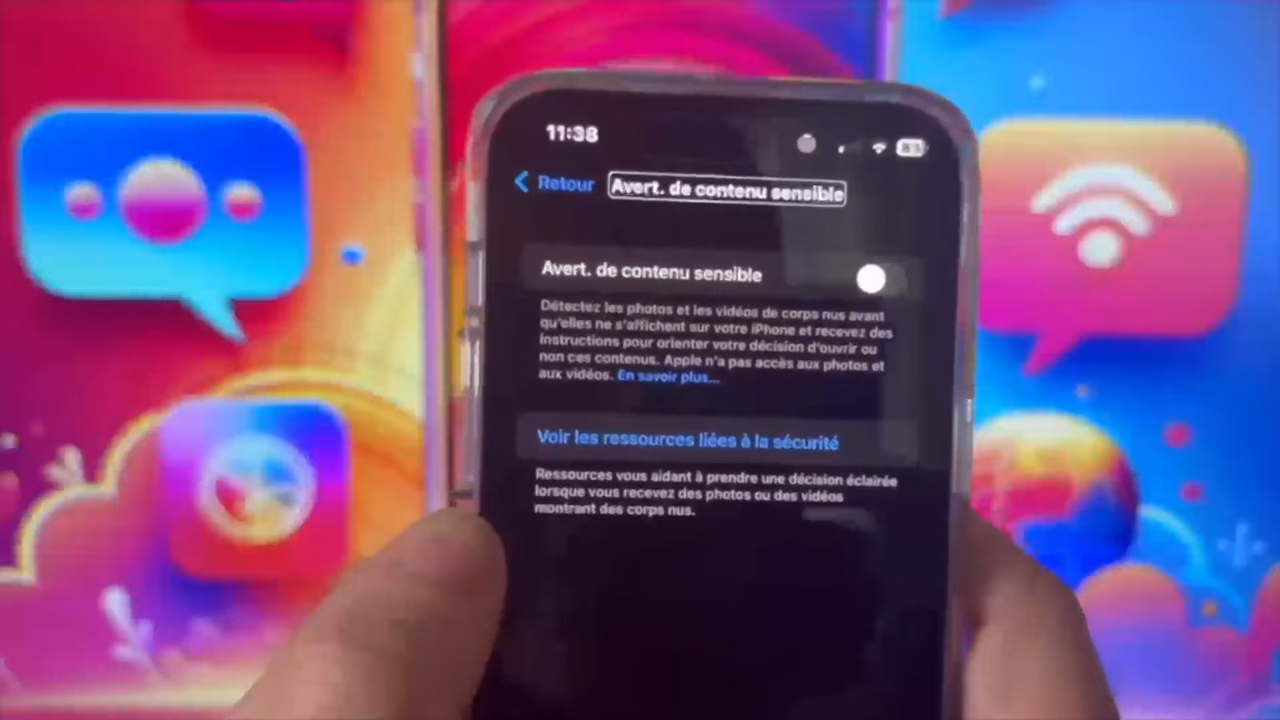 11:38
Retour
Avert. de contenu sensible
Avert. de contenu sensible
Détectez les photos et les vidéos de corps nus avant
qu'elles ne s'affichent sur votre iPhone et recevez des
instructions pour orienter votre décision d'ouvrir ou
non ces contenus. Apple n'a pas accès aux photos et
aux vidéos. En savoir plus...
Voir les ressources liées à la sécurité
Ressources vous aidant à prendre une décision éclairée
lorsque vous recevez des photos ou des vidéos
montrant des corps nus.